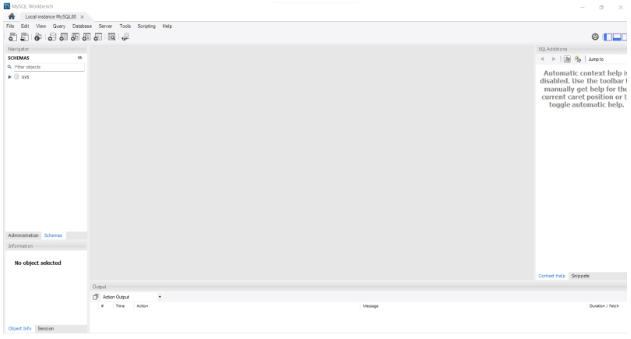 MySQL Workbench
Local instance MySQL80 ×
File Edit View Query Database Server Tools Scripting Help
Navigator
SCHEMAS
Filter objects
sys
Administration Schemas
Information
No object selected
Object Info Session
Output
Action Output
# Time Action Message Duration / Fetch
SQL Additions
Jump to
Automatic context help is
disabled. Use the toolbar
manually get help for the
current caret position or
toggle automatic help.
Context Help Snippets